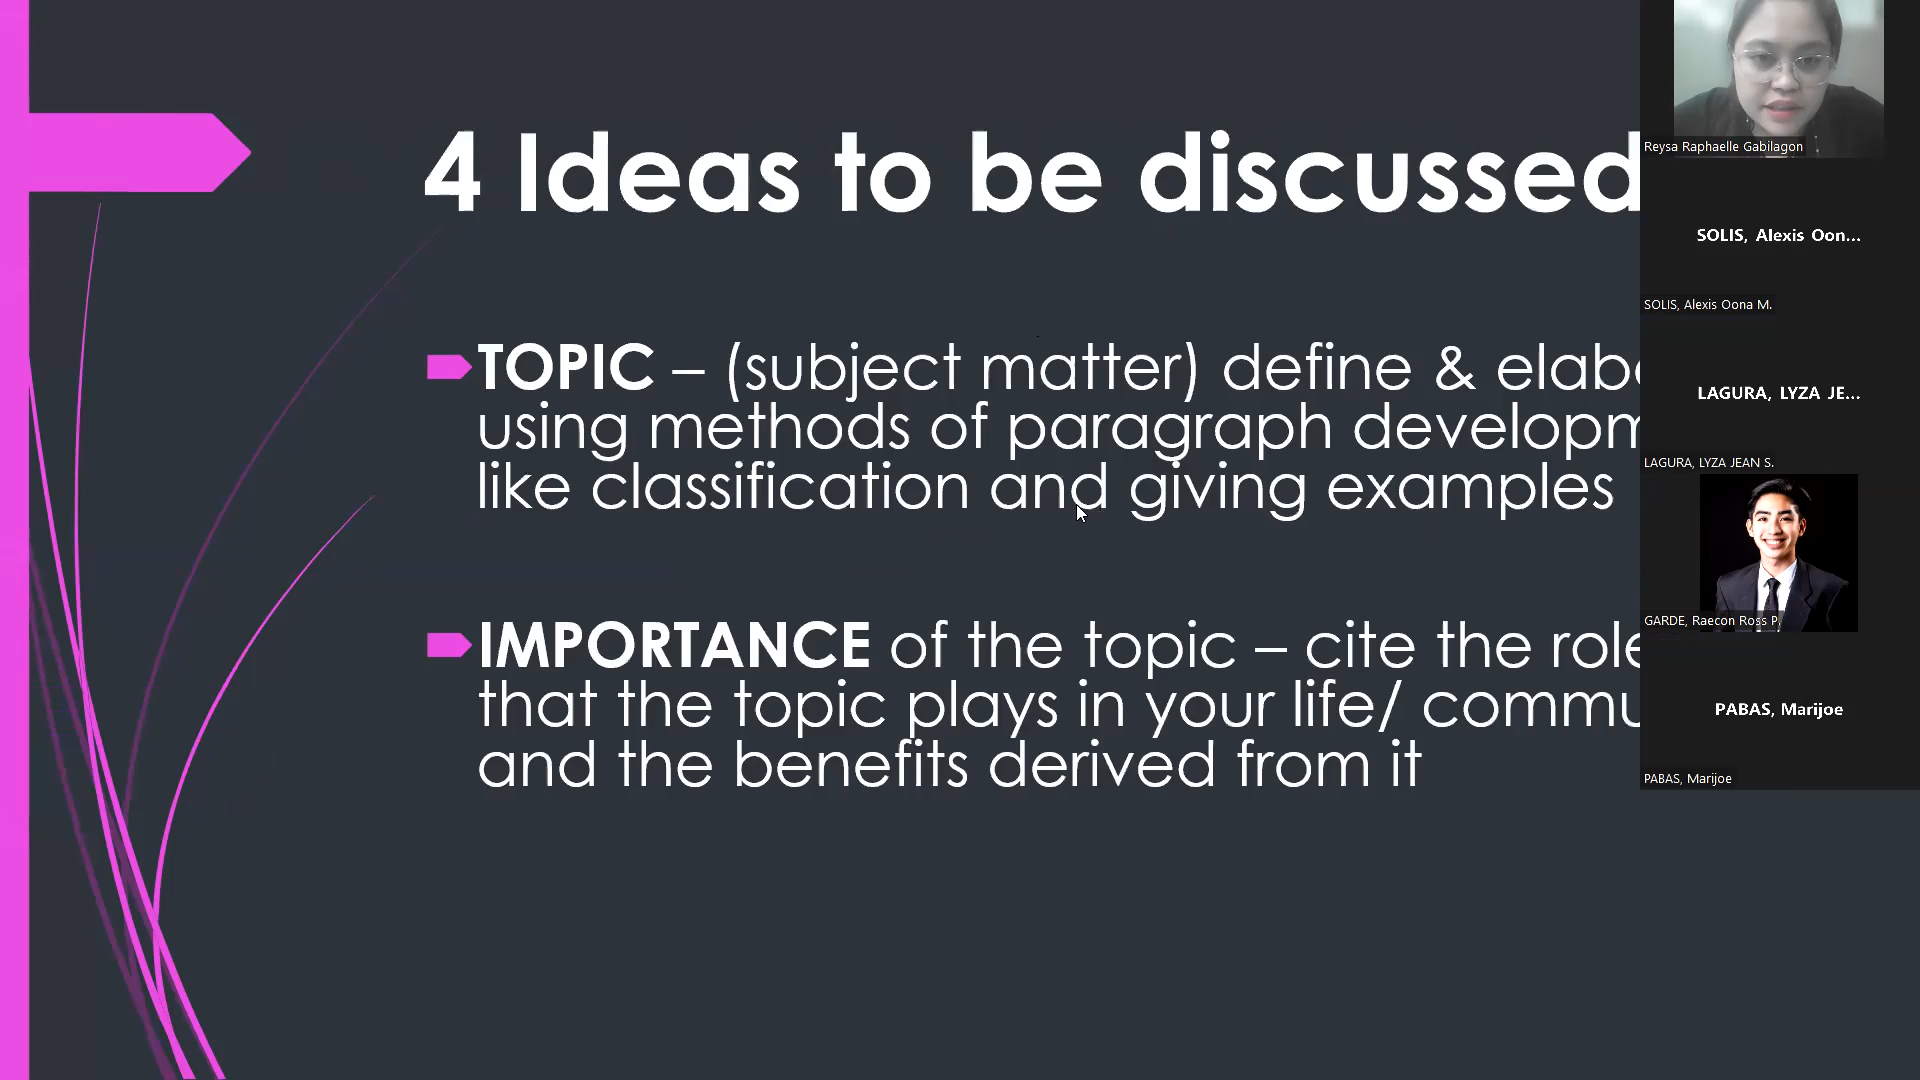 4 Ideas to be discussed
TOPIC – (subject matter) define & elab
using methods of paragraph developm
like classification and giving examples
IMPORTANCE of the topic – cite the role
that the topic plays in your life/ commu
and the benefits derived from it
Reysa Raphaelle Gabilagon
SOLIS, Alexis Oon...
SOLIS, Alexis Oona M.
LAGURA, LYZA JE...
LAGURA, LYZA JEAN S.
GARDE, Raecon Ross P.
PABAS, Marijoe
PABAS, Marijoe